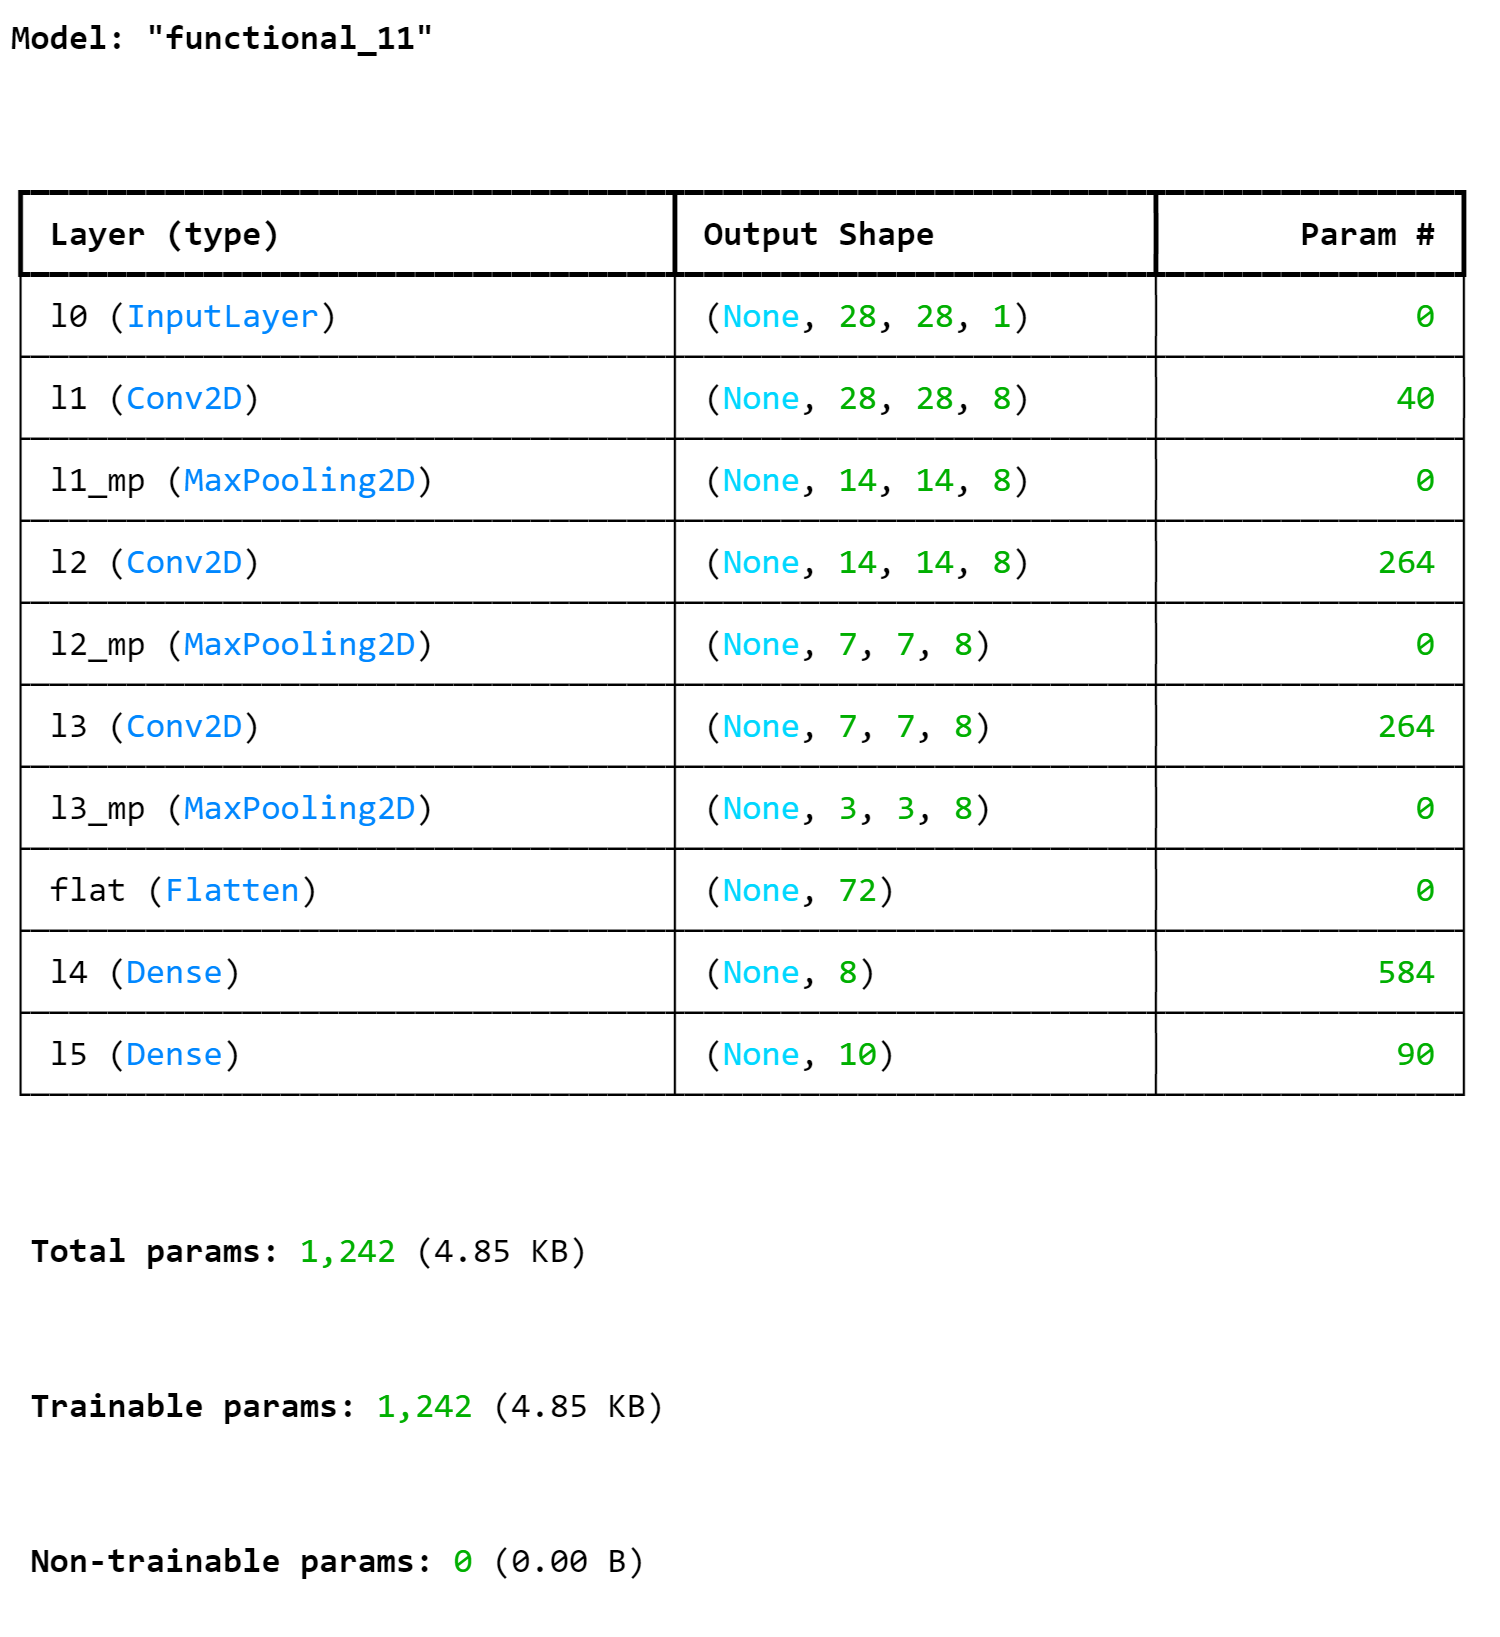 Model: "functional_11"
Layer (type) Output Shape Param #
l0 (InputLayer) (None, 28, 28, 1) 0
l1 (Conv2D) (None, 28, 28, 8) 40
l1_mp (MaxPooling2D) (None, 14, 14, 8) 0
l2 (Conv2D) (None, 14, 14, 8) 264
l2_mp (MaxPooling2D) (None, 7, 7, 8) 0
l3 (Conv2D) (None, 7, 7, 8) 264
l3_mp (MaxPooling2D) (None, 3, 3, 8) 0
flat (Flatten) (None, 72) 0
l4 (Dense) (None, 8) 584
l5 (Dense) (None, 10) 90
Total params: 1,242 (4.85 KB)
Trainable params: 1,242 (4.85 KB)
Non-trainable params: 0 (0.00 B)